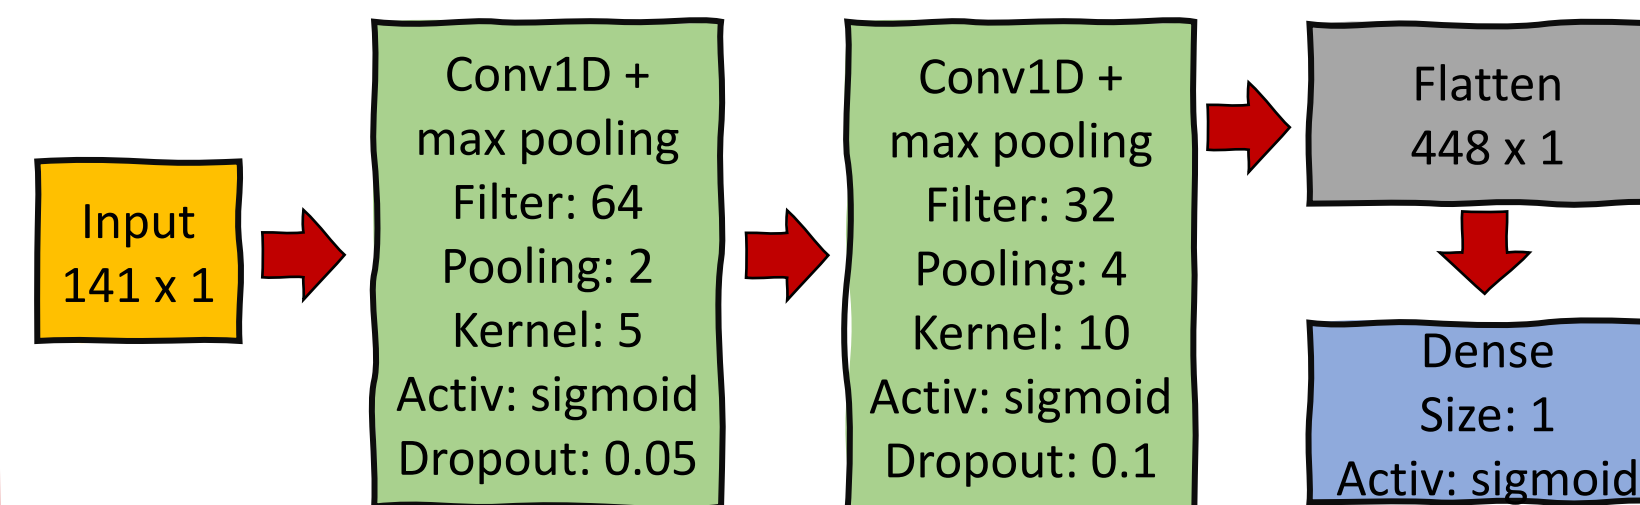 Input
141 x 1
Conv1D +
max pooling
Filter: 64
Pooling: 2
Kernel: 5
Activ: sigmoid
Dropout: 0.05
Conv1D +
max pooling
Filter: 32
Pooling: 4
Kernel: 10
Activ: sigmoid
Dropout: 0.1
Flatten
448 x 1
Dense
Size: 1
Activ: sigmoid